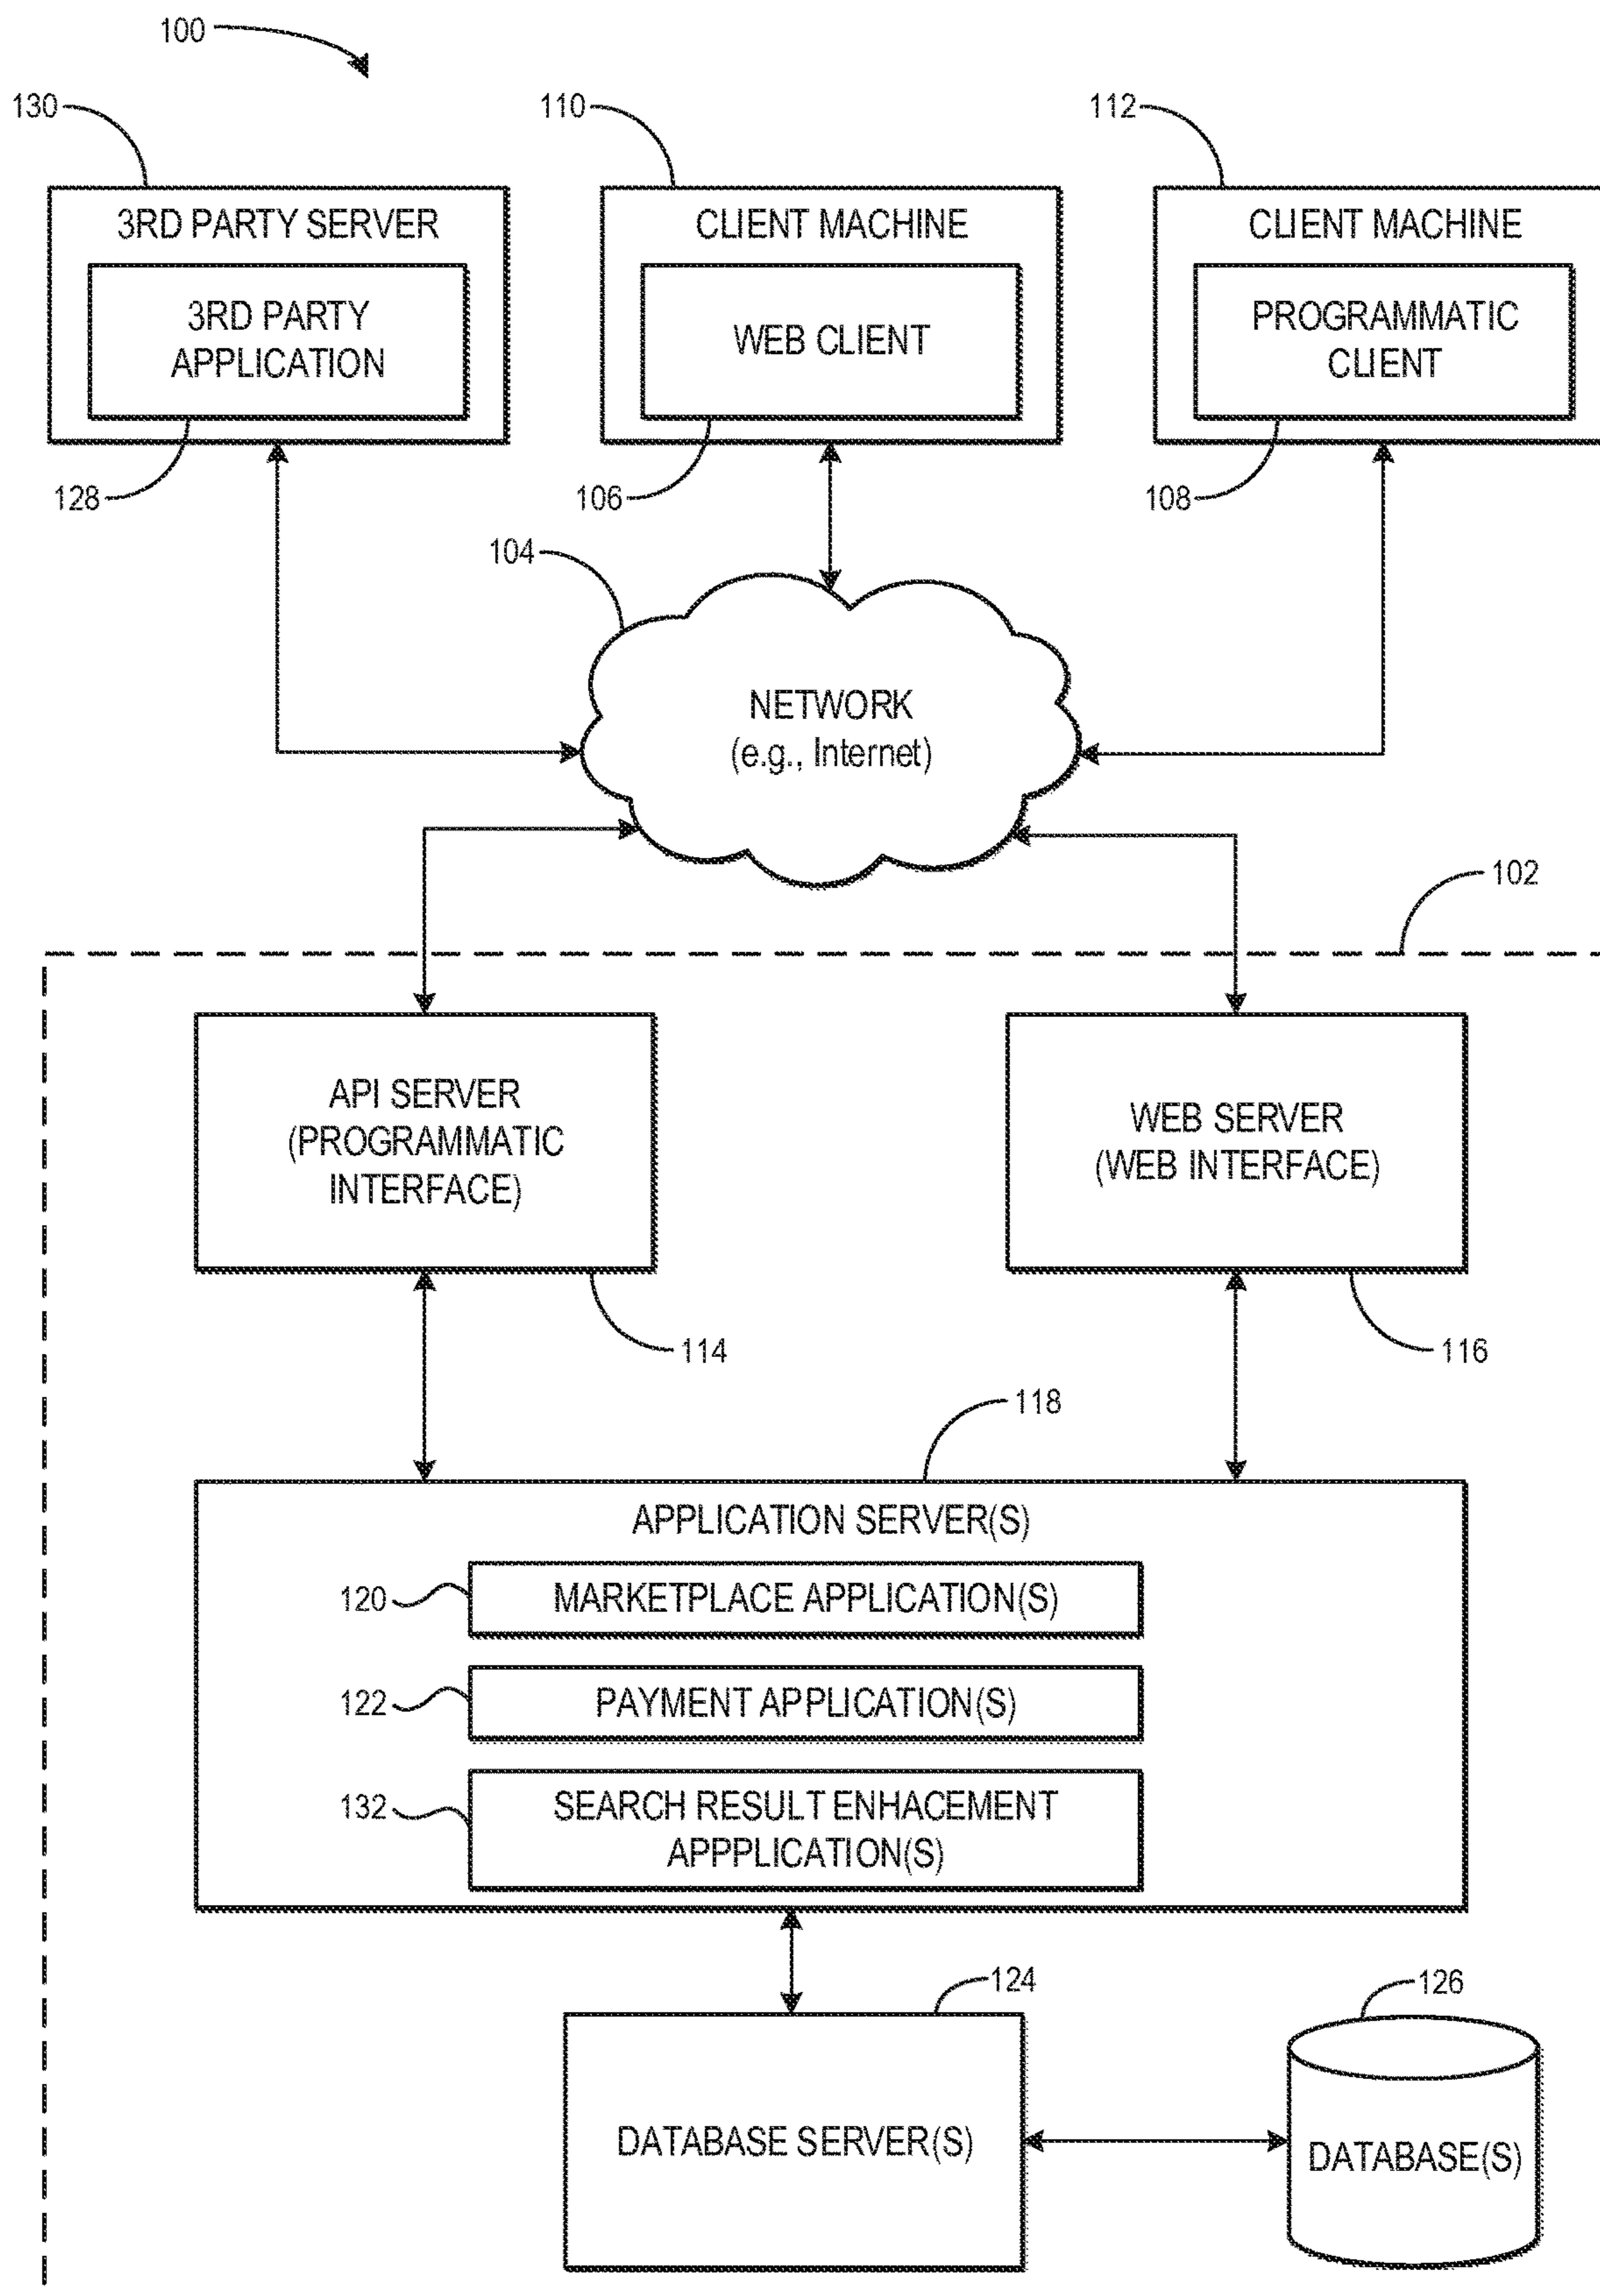 100
130
110
112
3RD PARTY SERVER
3RD PARTY
APPLICATION
CLIENT MACHINE
WEB CLIENT
CLIENT MACHINE
PROGRAMMATIC
CLIENT
128
106
108
104
NETWORK
(e.g., Internet)
102
API SERVER
(PROGRAMMATIC
INTERFACE)
WEB SERVER
(WEB INTERFACE)
114
116
118
APPLICATION SERVER(S)
120
MARKETPLACE APPLICATION(S)
122
PAYMENT APPLICATION(S)
132
SEARCH RESULT ENHACEMENT
APPPLICATION(S)
124
126
DATABASE SERVER(S)
DATABASE(S)